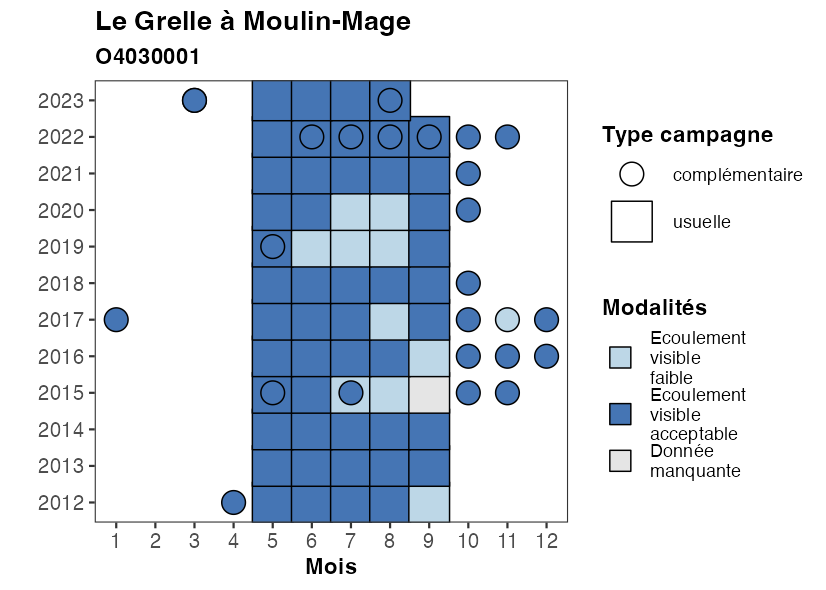 Le Grelle à Moulin-Mage
O4030001
2023
2022
2021
2020
2019
2018
2017
2016
2015
2014
2013
2012
1 2 3 4 5 6 7 8 9 10 11 12
Mois
Type campagne
complémentaire
usuelle
Modalités
Ecoulement
visible
faible
Ecoulement
visible
acceptable
Donnée
manquante